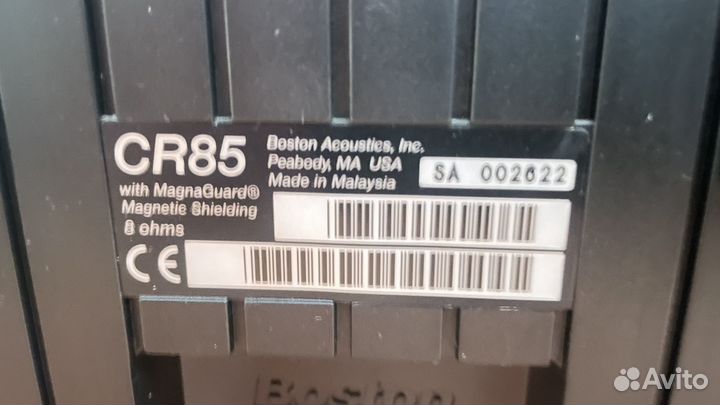 CR85
with MagnaGuard®
Magnetic Shielding
8 ohms
CE
Boston Acoustics, Inc.
Peabody, MA USA
Made in Malaysia
SA 002622
Boston
Avito